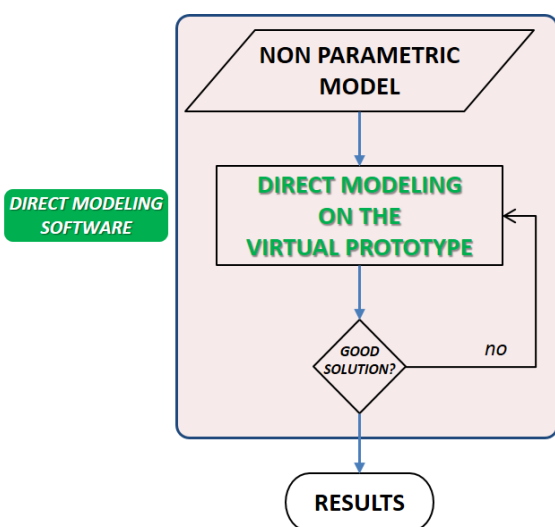 NON PARAMETRIC
MODEL
DIRECT MODELING
SOFTWARE
DIRECT MODELING
ON THE
VIRTUAL PROTOTYPE
GOOD
SOLUTION?
no
RESULTS